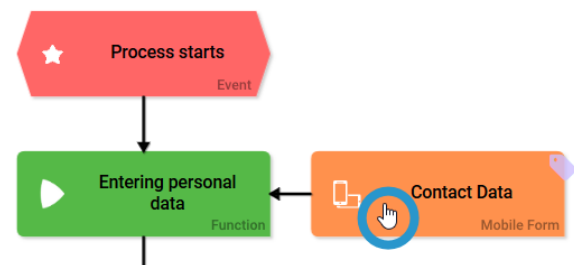 Process starts
Event
Entering personal
data
Function
Contact Data
Mobile Form